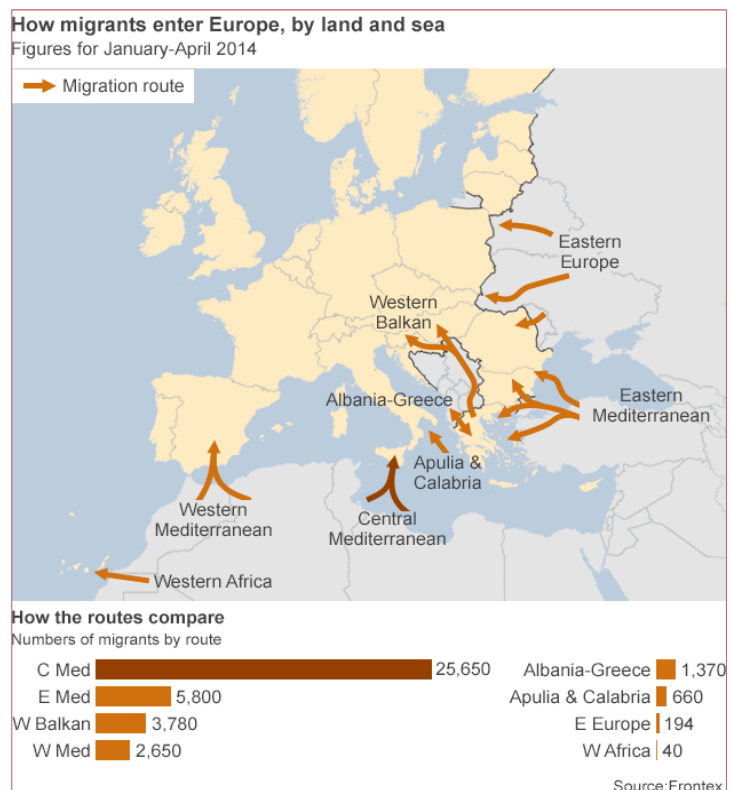 How migrants enter Europe, by land and sea
Figures for January-April 2014
Migration route
Eastern
Europe
Western
Balkan
Albania-Greece
Eastern
Mediterranean
Apulia &
Calabria
Western
Mediterranean
Central
Mediterranean
Western Africa
How the routes compare
Numbers of migrants by route
C Med 25,650
E Med 5,800
W Balkan 3,780
W Med 2,650
Albania-Greece 1,370
Apulia & Calabria 660
E Europe 194
W Africa 40
Source:Frontex